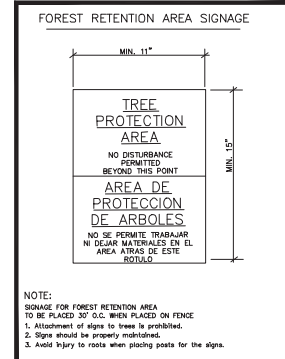 FOREST RETENTION AREA SIGNAGE
MIN. 11"
TREE
PROTECTION
AREA
NO DISTURBANCE
PERMITTED
BEYOND THIS POINT
MIN. 15"
AREA DE
PROTECCION
DE ARBOLES
NO SE PERMITE TRABAJAR
NI DEJAR MATERIALES EN EL
AREA ATRAS DE ESTE
ROTULO
NOTE:
SIGNAGE FOR FOREST RETENTION AREA
TO BE PLACED 30' O.C. WHEN PLACED ON FENCE
1. Attachment of signs to trees is prohibited.
2. Signs should be properly maintained.
3. Avoid injury to roots when placing posts for the signs.